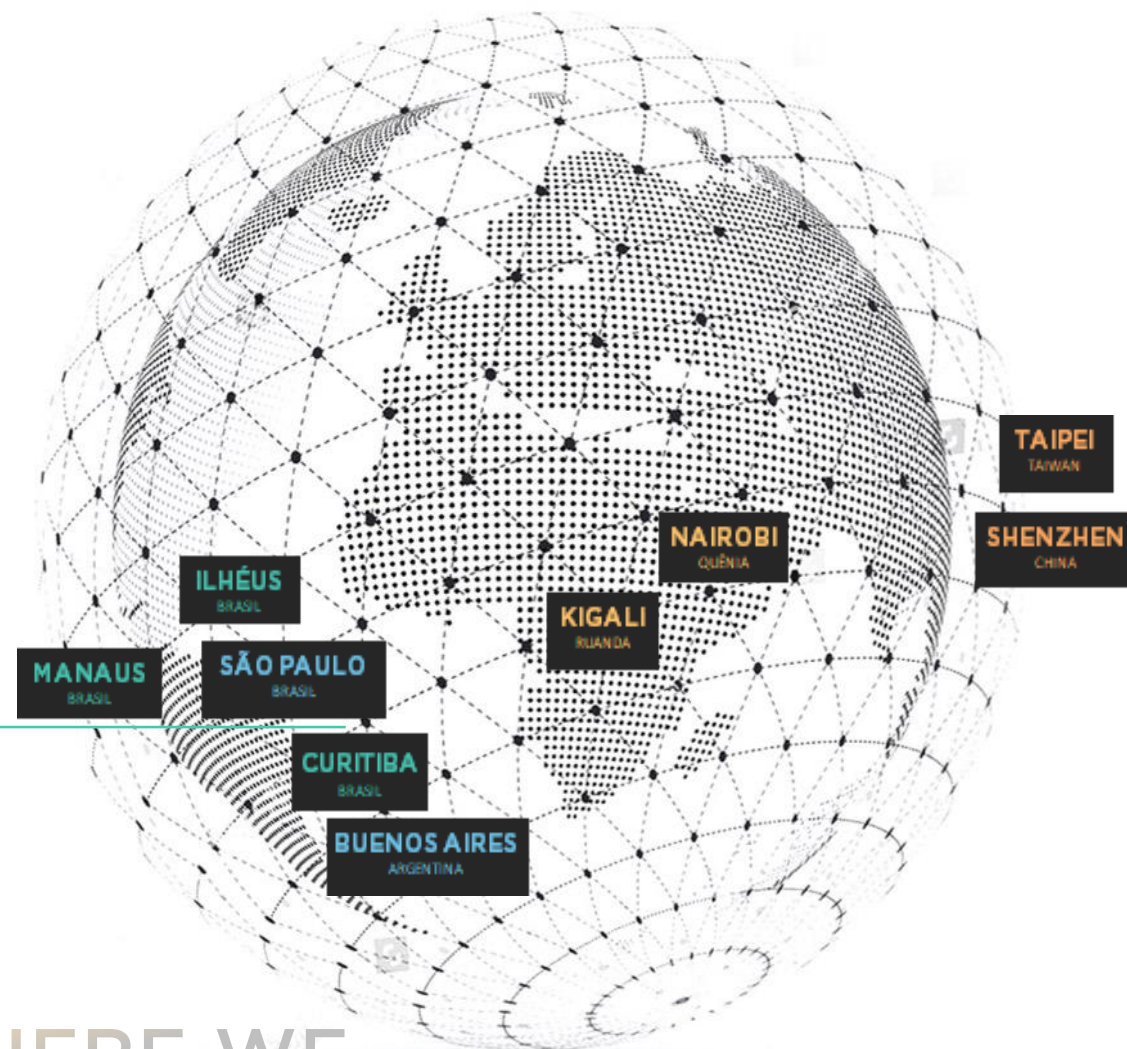 TAIPEI
TAIWAN
SHENZHEN
CHINA
NAIROBI
QUÊNIA
ILHÉUS
BRASIL
KIGALI
RUANDA
MANAUS
BRASIL
SÃO PAULO
BRASIL
CURITIBA
BRASIL
BUENOS AIRES
ARGENTINA
WE